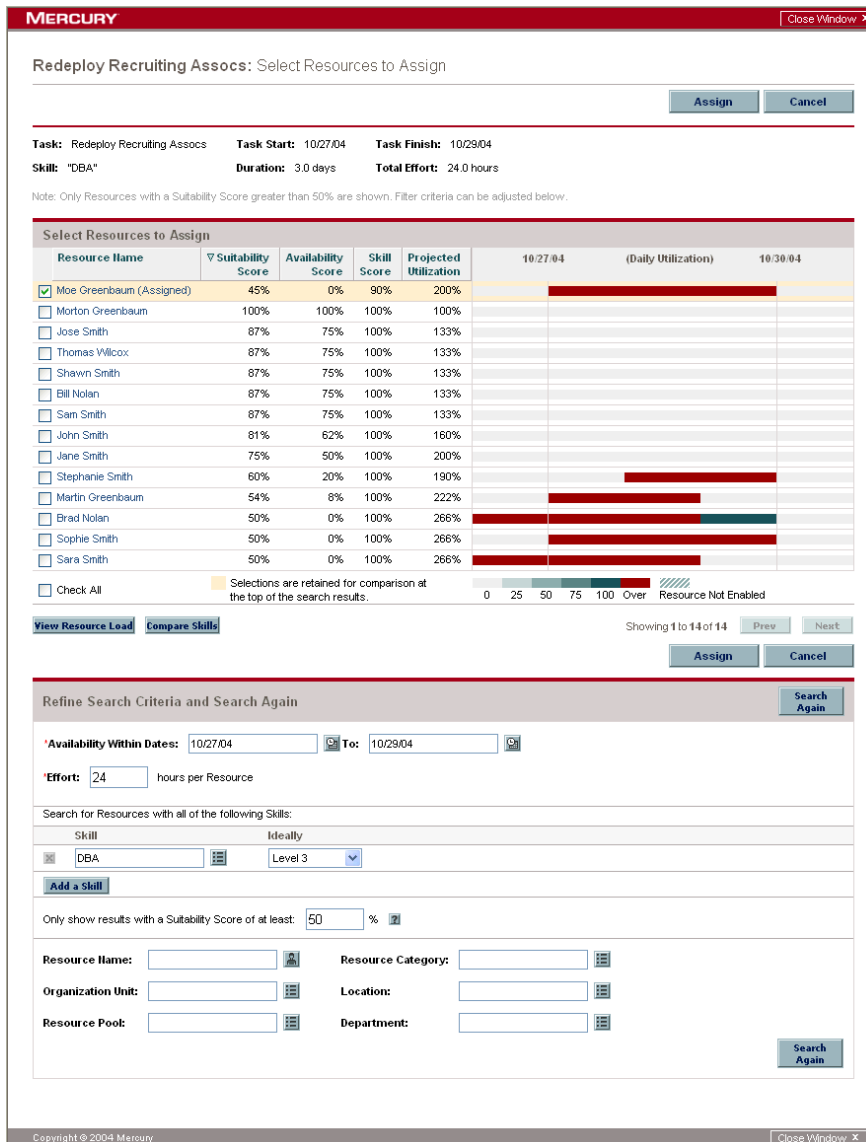 MERCURY
Close Window x
Redeploy Recruiting Assocs: Select Resources to Assign
Assign Cancel
Task: Redeploy Recruiting Assocs Task Start: 10/27/04 Task Finish: 10/29/04
Skill: "DBA" Duration: 3.0 days Total Effort: 24.0 hours
Note: Only Resources with a Suitability Score greater than 50% are shown. Filter criteria can be adjusted below.
Select Resources to Assign
Resource Name Suitability Score Availability Score Skill Score Projected Utilization 10/27/04 (Daily Utilization) 10/30/04
Moe Greenbaum (Assigned) 45% 0% 90% 200%
Morton Greenbaum 100% 100% 100% 100%
Jose Smith 87% 75% 100% 133%
Thomas Wilcox 87% 75% 100% 133%
Shawn Smith 87% 75% 100% 133%
Bill Nolan 87% 75% 100% 133%
Sam Smith 87% 75% 100% 133%
John Smith 81% 62% 100% 160%
Jane Smith 75% 50% 100% 200%
Stephanie Smith 60% 20% 100% 190%
Martin Greenbaum 54% 8% 100% 222%
Brad Nolan 50% 0% 100% 266%
Sophie Smith 50% 0% 100% 266%
Sara Smith 50% 0% 100% 266%
Check All
Selections are retained for comparison at
the top of the search results.
0 25 50 75 100 Over Resource Not Enabled
View Resource Load Compare Skills Showing 1 to 14 of 14 Prev Next
Assign Cancel
Refine Search Criteria and Search Again
Search
Again
*Availability Within Dates: 10/27/04 To: 10/29/04
*Effort: 24 hours per Resource
Search for Resources with all of the following Skills:
Skill Ideally
DBA Level 3
Add a Skill
Only show results with a Suitability Score of at least: 50 % ?
Resource Name: Resource Category:
Organization Unit: Location:
Resource Pool: Department:
Search
Again
Copyright © 2004 Mercury Close Window X